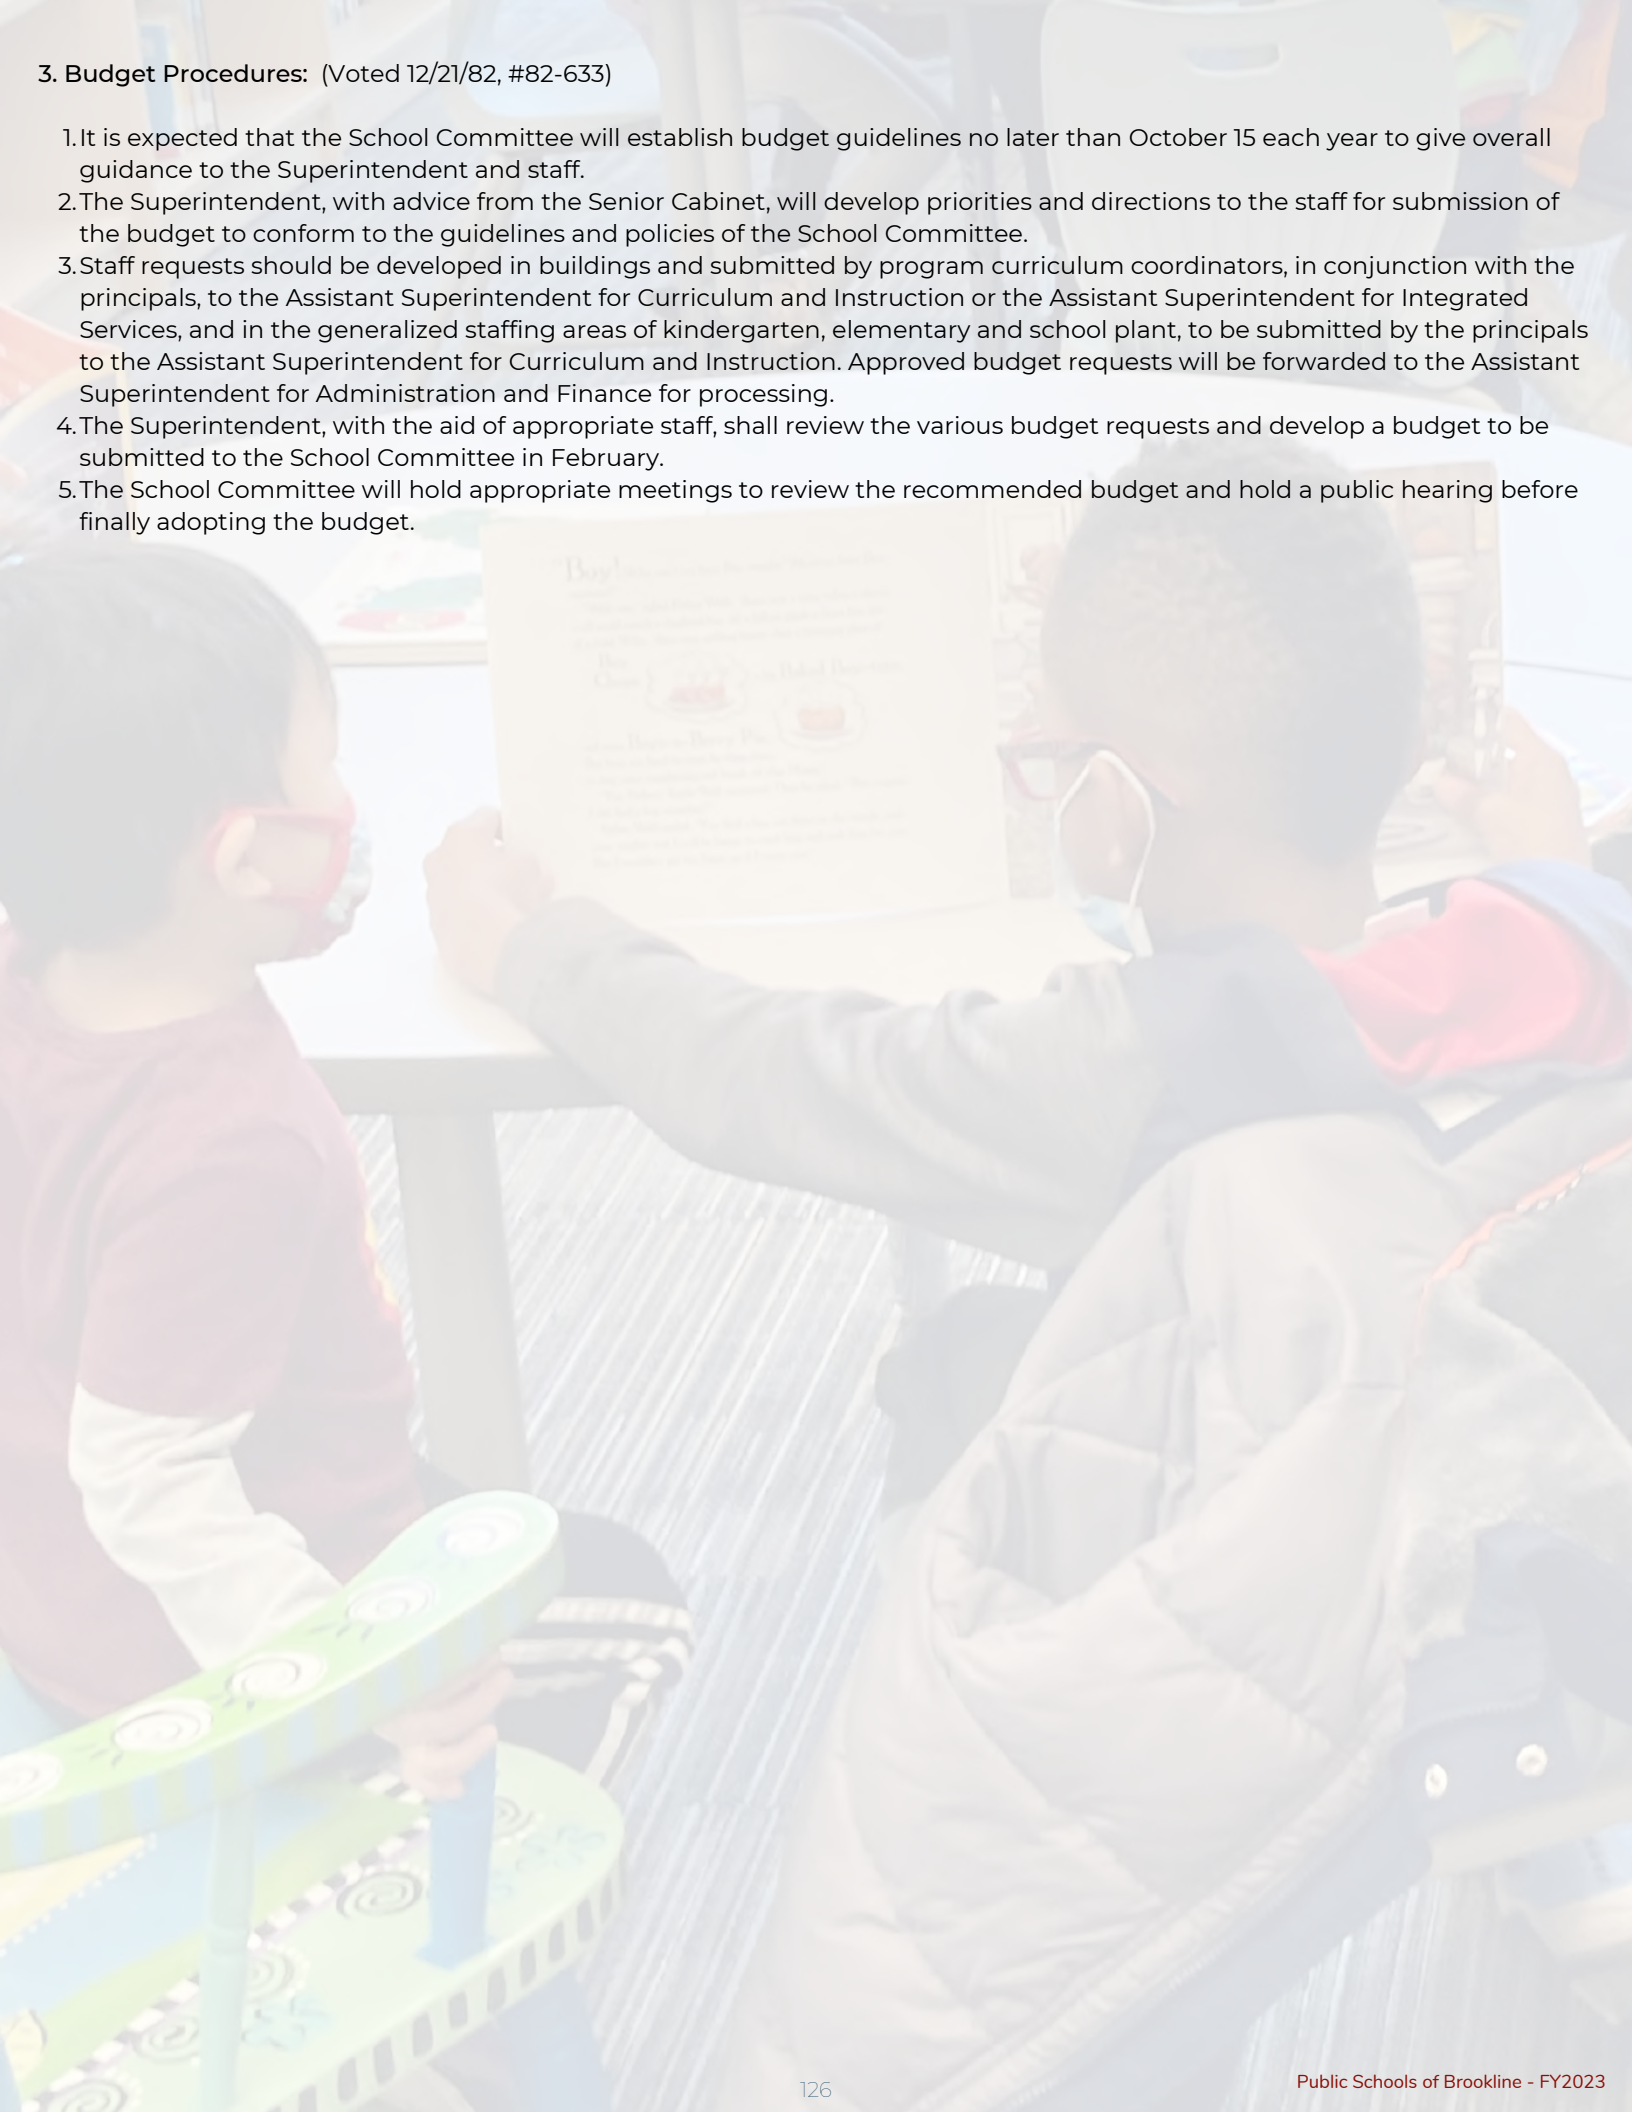 3. Budget Procedures: (Voted 12/21/82, #82-633)
1. It is expected that the School Committee will establish budget guidelines no later than October 15 each year to give overall
guidance to the Superintendent and staff.
2. The Superintendent, with advice from the Senior Cabinet, will develop priorities and directions to the staff for submission of
the budget to conform to the guidelines and policies of the School Committee.
3. Staff requests should be developed in buildings and submitted by program curriculum coordinators, in conjunction with the
principals, to the Assistant Superintendent for Curriculum and Instruction or the Assistant Superintendent for Integrated
Services, and in the generalized staffing areas of kindergarten, elementary and school plant, to be submitted by the principals
to the Assistant Superintendent for Curriculum and Instruction. Approved budget requests will be forwarded to the Assistant
Superintendent for Administration and Finance for processing.
4. The Superintendent, with the aid of appropriate staff, shall review the various budget requests and develop a budget to be
submitted to the School Committee in February.
5. The School Committee will hold appropriate meetings to review the recommended budget and hold a public hearing before
finally adopting the budget.
"Boy!
126
Public Schools of Brookline - FY2023